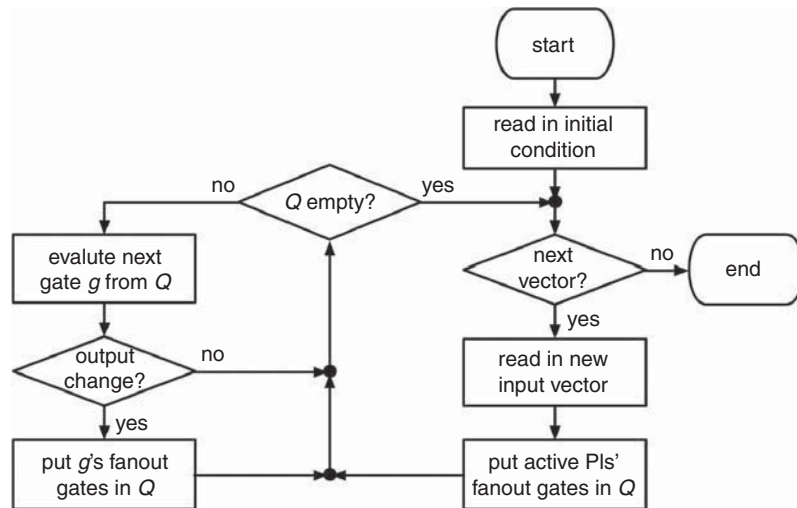 start
read in initial
condition
no
Q empty?
yes
evalute next
gate g from Q
next
vector?
no
end
yes
output
change?
no
read in new
input vector
yes
put g's fanout
gates in Q
put active PIs'
fanout gates in Q